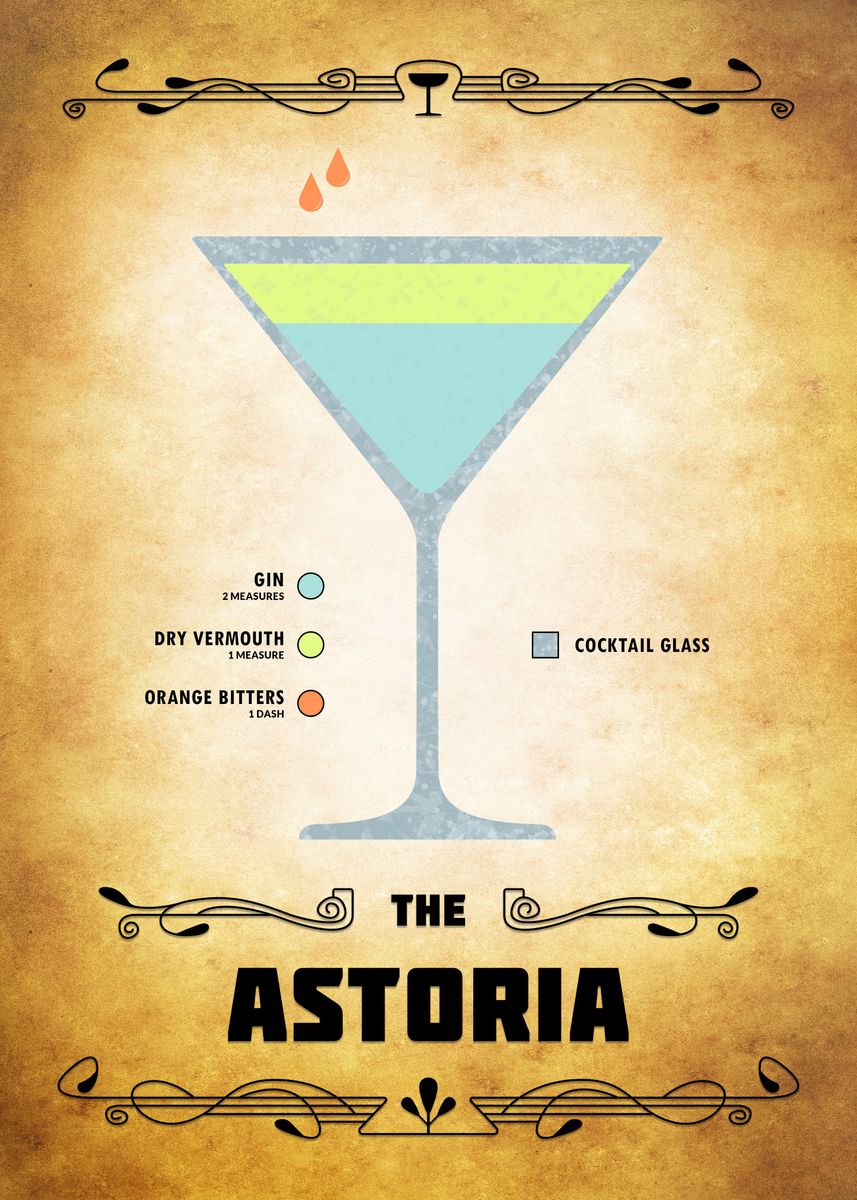 GIN
2 MEASURES
DRY VERMOUTH
1 MEASURE
ORANGE BITTERS
1 DASH
COCKTAIL GLASS
THE
ASTORIA